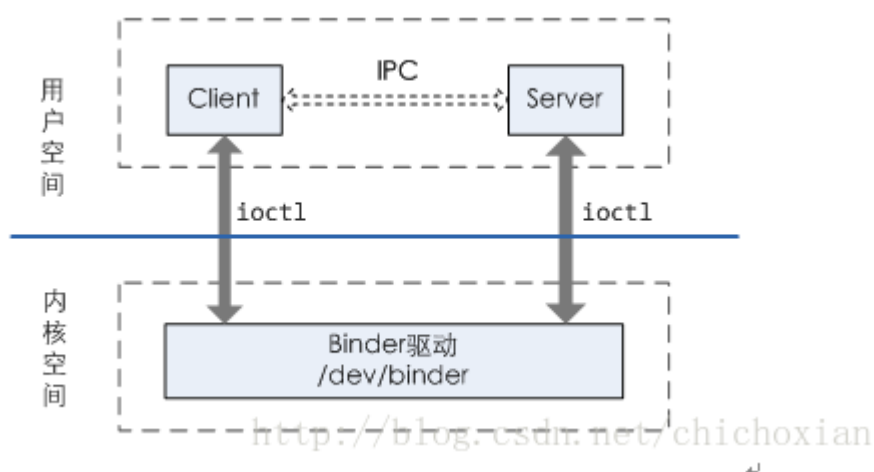 用户空间
IPC
Client
Server
ioctl
ioctl
内核空间
Binder驱动
/dev/binder
http://blog.csdn.net/chichoxian